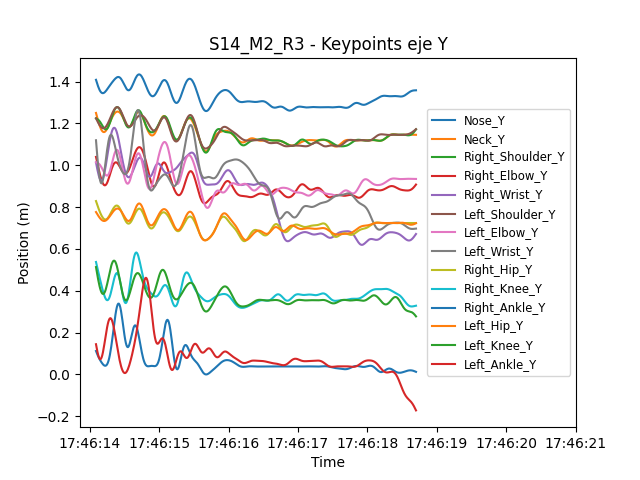 S14_M2_R3 - Keypoints eje Y
Position (m)
1.4
1.2
1.0
0.8
0.6
0.4
0.2
0.0
−0.2
Nose_Y
Neck_Y
Right_Shoulder_Y
Right_Elbow_Y
Right_Wrist_Y
Left_Shoulder_Y
Left_Elbow_Y
Left_Wrist_Y
Right_Hip_Y
Right_Knee_Y
Right_Ankle_Y
Left_Hip_Y
Left_Knee_Y
Left_Ankle_Y
17:46:14 17:46:15 17:46:16 17:46:17 17:46:18 17:46:19 17:46:20 17:46:21
Time